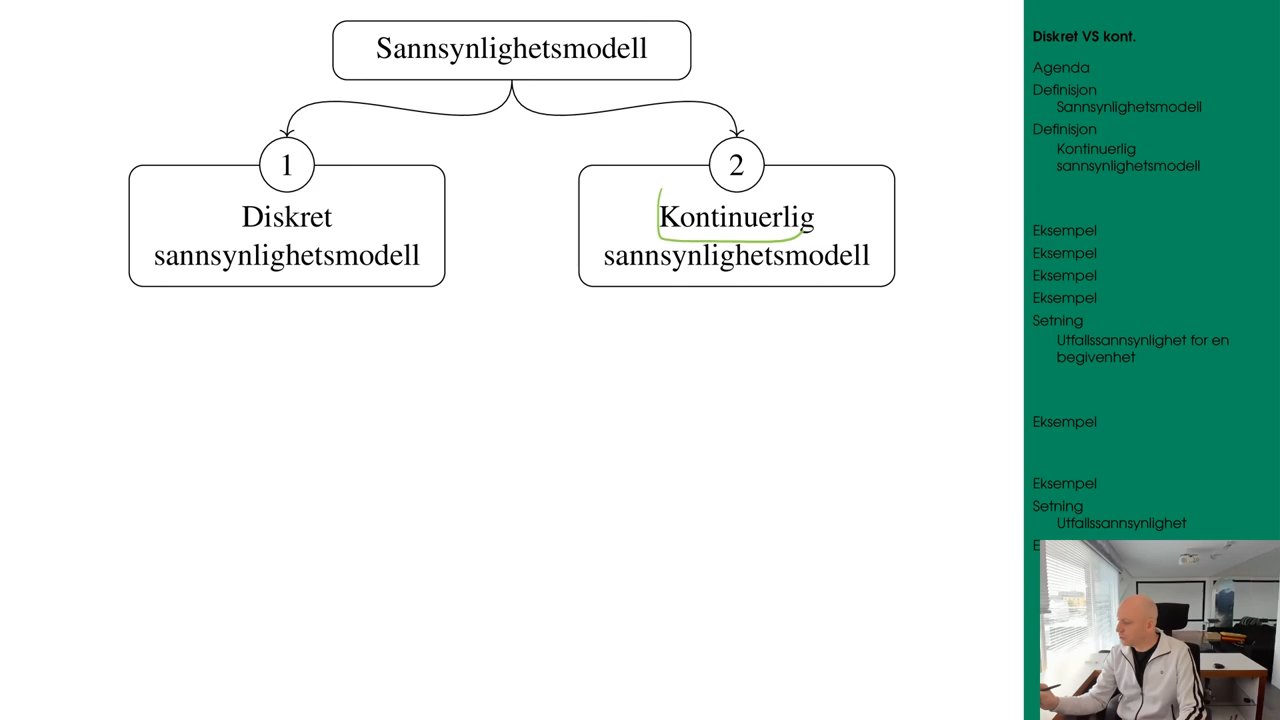 Sannsynlighetsmodell
1
Diskret
sannsynlighetsmodell
2
Kontinuerlig
sannsynlighetsmodell
Diskret VS kont.
Agenda
Definisjon
Sannsynlighetsmodell
Definisjon
Kontinuerlig
sannsynlighetsmodell
Eksempel
Eksempel
Eksempel
Eksempel
Setning
Utfallssannsynlighet for en
begivenhet
Eksempel
Eksempel
Setning
Utfallssannsynlighet